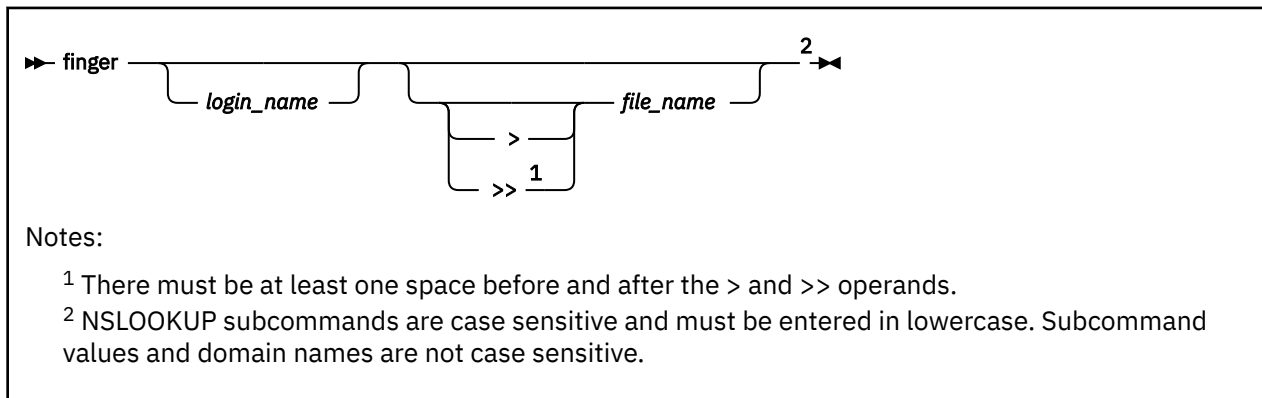 finger 2
login_name file_name
>
>> 1
Notes:
1 There must be at least one space before and after the > and >> operands.
2 NSLOOKUP subcommands are case sensitive and must be entered in lowercase. Subcommand
values and domain names are not case sensitive.